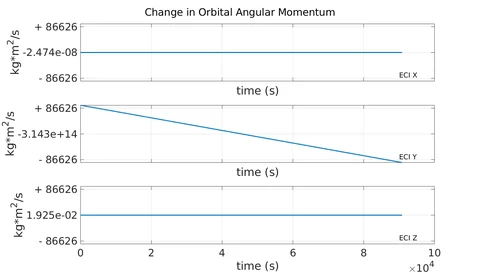 Change in Orbital Angular Momentum
+ 86626
-2.474e-08
- 86626
kg*m²/s
ECI X
time (s)
+ 86626
-3.143e+14
- 86626
kg*m²/s
ECI Y
time (s)
+ 86626
1.925e-02
- 86626
kg*m²/s
ECI Z
0 2 4 6 8 10
time (s)
×10⁴